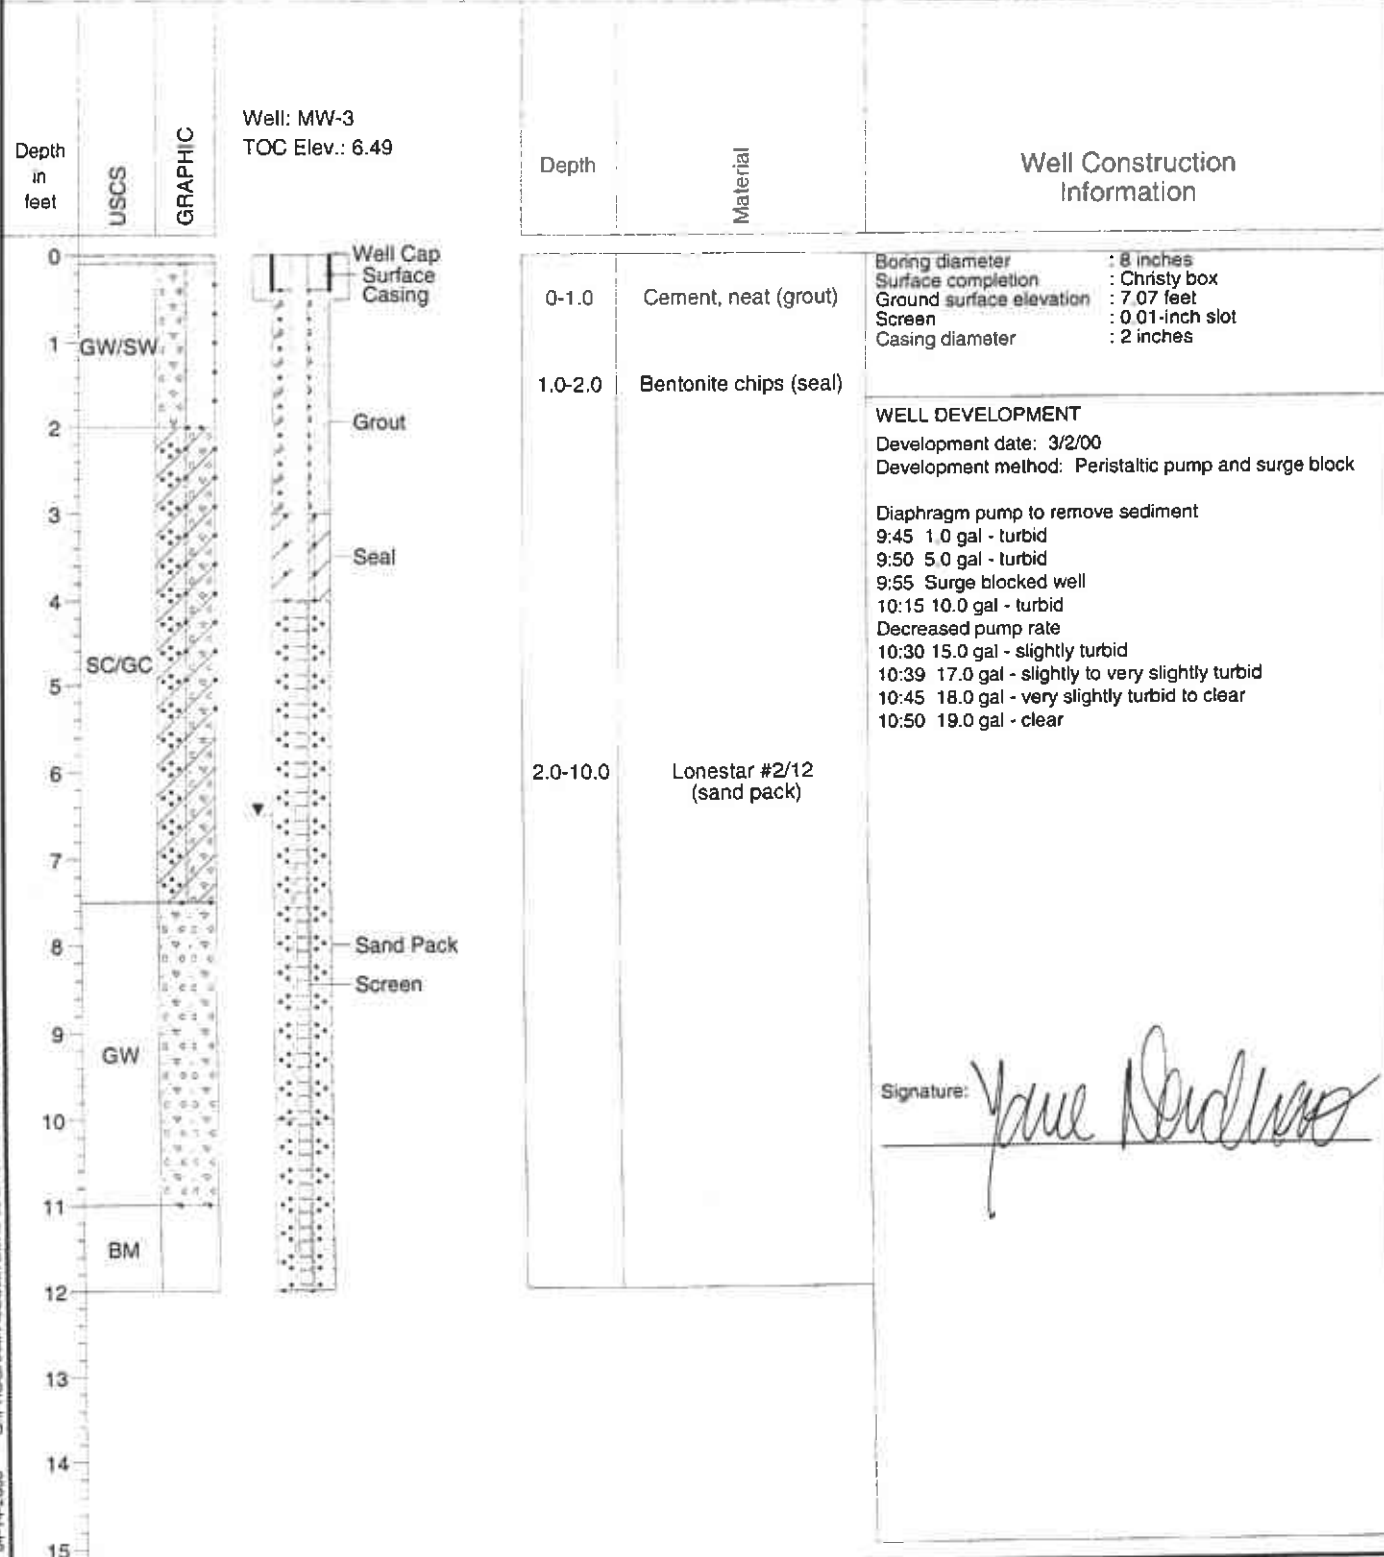 Well: MW-3
TOC Elev.: 6.49
Depth
in
feet
USCS
GRAPHIC
Depth
Material
Well Construction
Information
0
1
2
3
4
5
6
7
8
9
10
11
12
13
14
15
GW/SW
SC/GC
GW
BM
Well Cap
Surface
Casing
Grout
Seal
Sand Pack
Screen
0-1.0 Cement, neat (grout)
1.0-2.0 Bentonite chips (seal)
2.0-10.0 Lonestar #2/12
(sand pack)
Boring diameter : 8 inches
Surface completion : Christy box
Ground surface elevation : 7.07 feet
Screen : 0.01-inch slot
Casing diameter : 2 inches
WELL DEVELOPMENT
Development date: 3/2/00
Development method: Peristaltic pump and surge block
Diaphragm pump to remove sediment
9:45 1.0 gal - turbid
9:50 5.0 gal - turbid
9:55 Surge blocked well
10:15 10.0 gal - turbid
Decreased pump rate
10:30 15.0 gal - slightly turbid
10:39 17.0 gal - slightly to very slightly turbid
10:45 18.0 gal - very slightly turbid to clear
10:50 19.0 gal - clear
Signature: